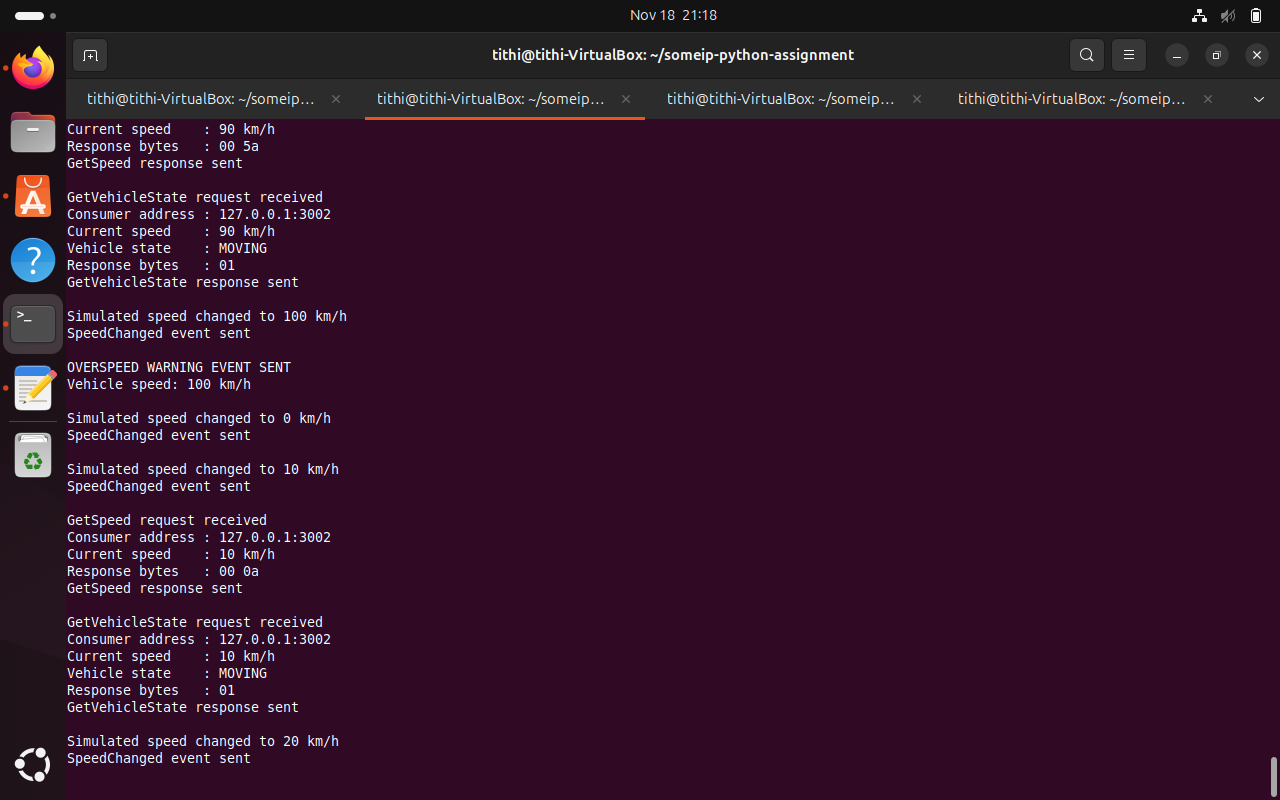 Nov 18 21:18
tithi@tithi-VirtualBox: ~/someip-python-assignment
tithi@tithi-VirtualBox: ~/someip... tithi@tithi-VirtualBox: ~/someip... tithi@tithi-VirtualBox: ~/someip... tithi@tithi-VirtualBox: ~/someip...
Current speed    : 90 km/h
Response bytes   : 00 5a
GetSpeed response sent

GetVehicleState request received
Consumer address : 127.0.0.1:3002
Current speed    : 90 km/h
Vehicle state    : MOVING
Response bytes   : 01
GetVehicleState response sent

Simulated speed changed to 100 km/h
SpeedChanged event sent

OVERSPEED WARNING EVENT SENT
Vehicle speed: 100 km/h

Simulated speed changed to 0 km/h
SpeedChanged event sent

Simulated speed changed to 10 km/h
SpeedChanged event sent

GetSpeed request received
Consumer address : 127.0.0.1:3002
Current speed    : 10 km/h
Response bytes   : 00 0a
GetSpeed response sent

GetVehicleState request received
Consumer address : 127.0.0.1:3002
Current speed    : 10 km/h
Vehicle state    : MOVING
Response bytes   : 01
GetVehicleState response sent

Simulated speed changed to 20 km/h
SpeedChanged event sent